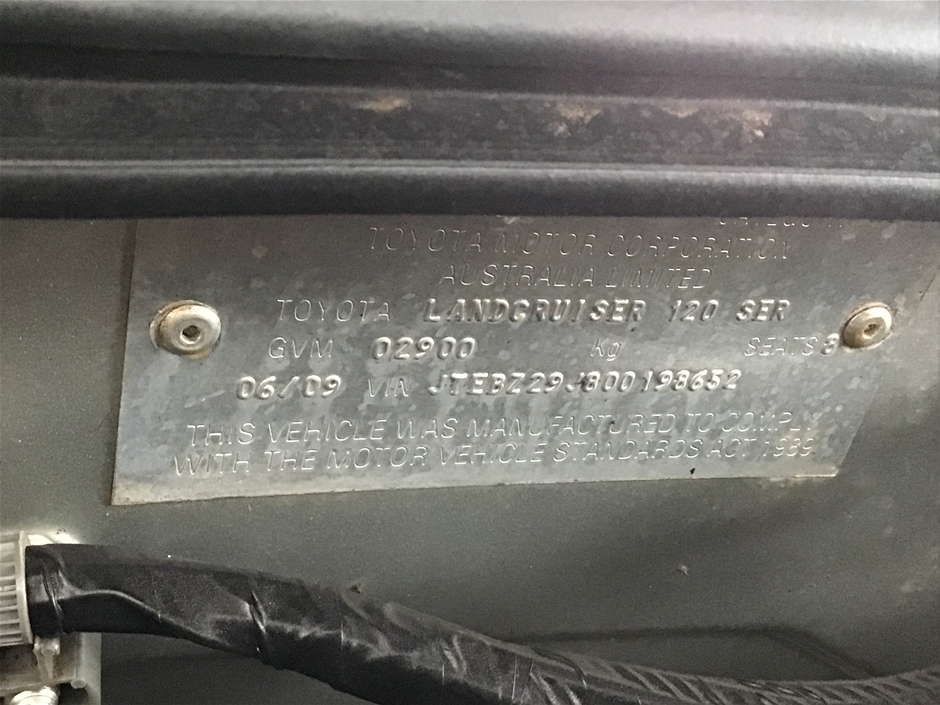 TOYOTA MOTOR CORPORATION
AUSTRALIA LIMITED
TOYOTA LANDCRUISER 120 SER
GVM 02900 Kg SEATS 8
06/09 VIN JTEBZ29J800198652
THIS VEHICLE WAS MANUFACTURED TO COMPLY
WITH THE MOTOR VEHICLE STANDARDS ACT 1989